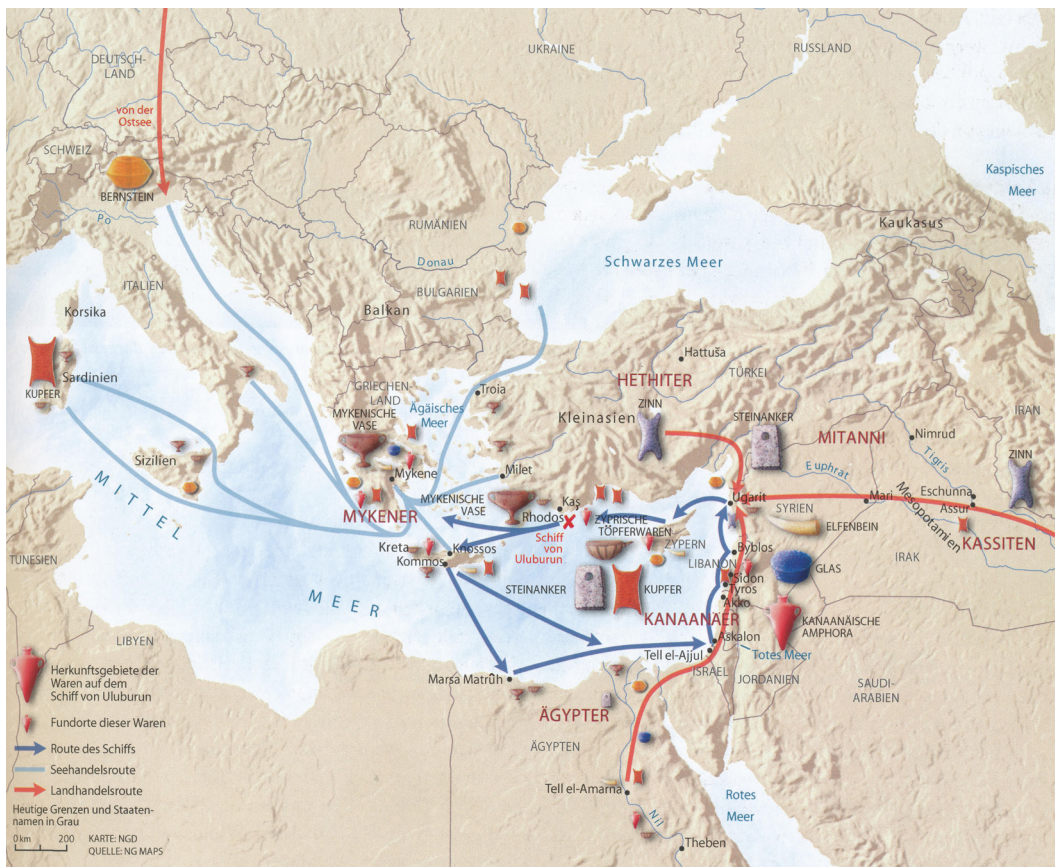 DEUTSCH-
LAND
UKRAINE
RUSSLAND
von der
Ostsee
SCHWEIZ
BERNSTEIN
Po
Kaspisches
Meer
RUMÄNIEN
Kaukasus
Donau
Schwarzes Meer
ITALIEN
BULGARIEN
Korsika
Balkan
Hattuša
HETHITER
TÜRKEI
Sardinien
KUPFER
GRIECHEN-
LAND
Troia
MYKENISCHE
VASE
Ägäisches
Meer
Kleinasien
ZINN
STEINANKER
IRAN
MITANNI
Nimrud
ZINN
Tigris
Sizilien
Mykene
Milet
Euphrat
MITTEL
MEER
MYKENISCHE
VASE
Kaş
Rhodos
Ugarit
Mari
Eschunna
Assur
Mesopotamien
MYKENER
SYRIEN
ELFENBEIN
KASSITEN
ZYPRISCHE
TÖPFERWAREN
Schiff
von
Uluburun
ZYPERN
Kreta
Knossos
Kommos
Byblos
LIBANON
IRAK
TUNESIEN
GLAS
Sidon
Tyros
STEINANKER
KUPFER
Akko
KANAANÄER
KANAANÄISCHE
AMPHORA
LIBYEN
Askalon
Tell el-Ajjul
Totes Meer
ISRAEL
JORDANIEN
Marsa Matrûh
SAUDI-
ARABIEN
ÄGYPTER
ÄGYPTEN
Tell el-Amarna
Rotes
Meer
Nil
Theben
Herkunftsgebiete der
Waren auf dem
Schiff von Uluburun
Fundorte dieser Waren
Route des Schiffs
Seehandelsroute
Landhandelsroute
Heutige Grenzen und Staaten-
namen in Grau
0 km 200
KARTE: NGD
QUELLE: NG MAPS